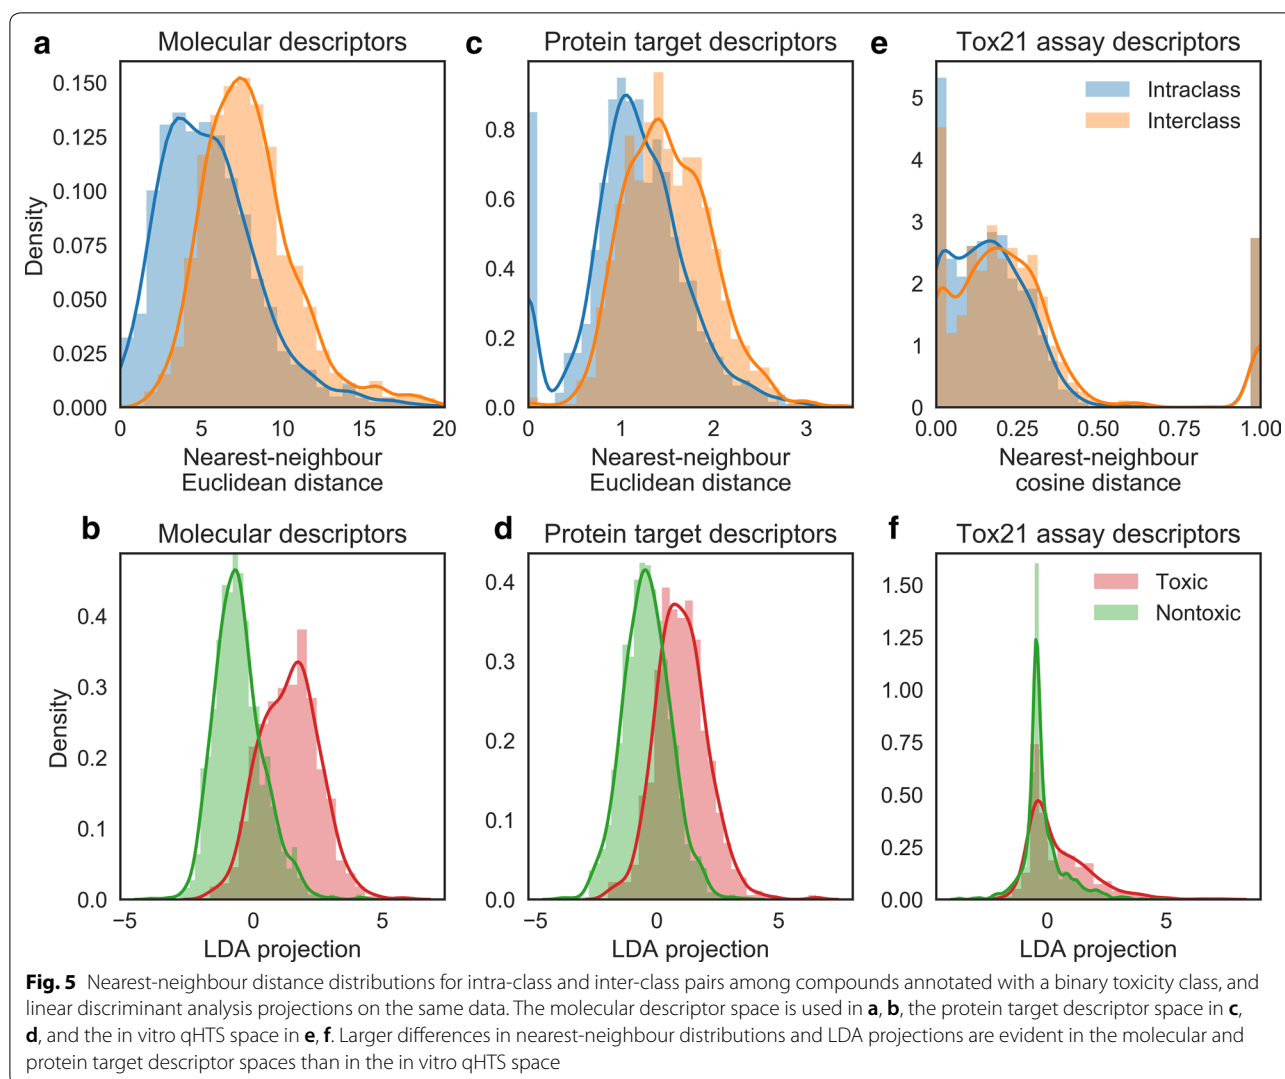 a Molecular descriptors
c Protein target descriptors
e Tox21 assay descriptors
Density
0.150
0.125
0.100
0.075
0.050
0.025
0.000
0 5 10 15 20
Nearest-neighbour
Euclidean distance
0.8
0.6
0.4
0.2
0.0
0 1 2 3
Nearest-neighbour
Euclidean distance
Intraclass
Interclass
5
4
3
2
1
0
0.00 0.25 0.50 0.75 1.00
Nearest-neighbour
cosine distance
b Molecular descriptors
d Protein target descriptors
f Tox21 assay descriptors
Density
0.4
0.3
0.2
0.1
0.0
−5 0 5
LDA projection
0.4
0.3
0.2
0.1
0.0
−5 0 5
LDA projection
Toxic
Nontoxic
1.50
1.25
1.00
0.75
0.50
0.25
0.00
0 5
LDA projection
Fig. 5 Nearest-neighbour distance distributions for intra-class and inter-class pairs among compounds annotated with a binary toxicity class, and
linear discriminant analysis projections on the same data. The molecular descriptor space is used in a, b, the protein target descriptor space in c,
d, and the in vitro qHTS space in e, f. Larger differences in nearest-neighbour distributions and LDA projections are evident in the molecular and
protein target descriptor spaces than in the in vitro qHTS space